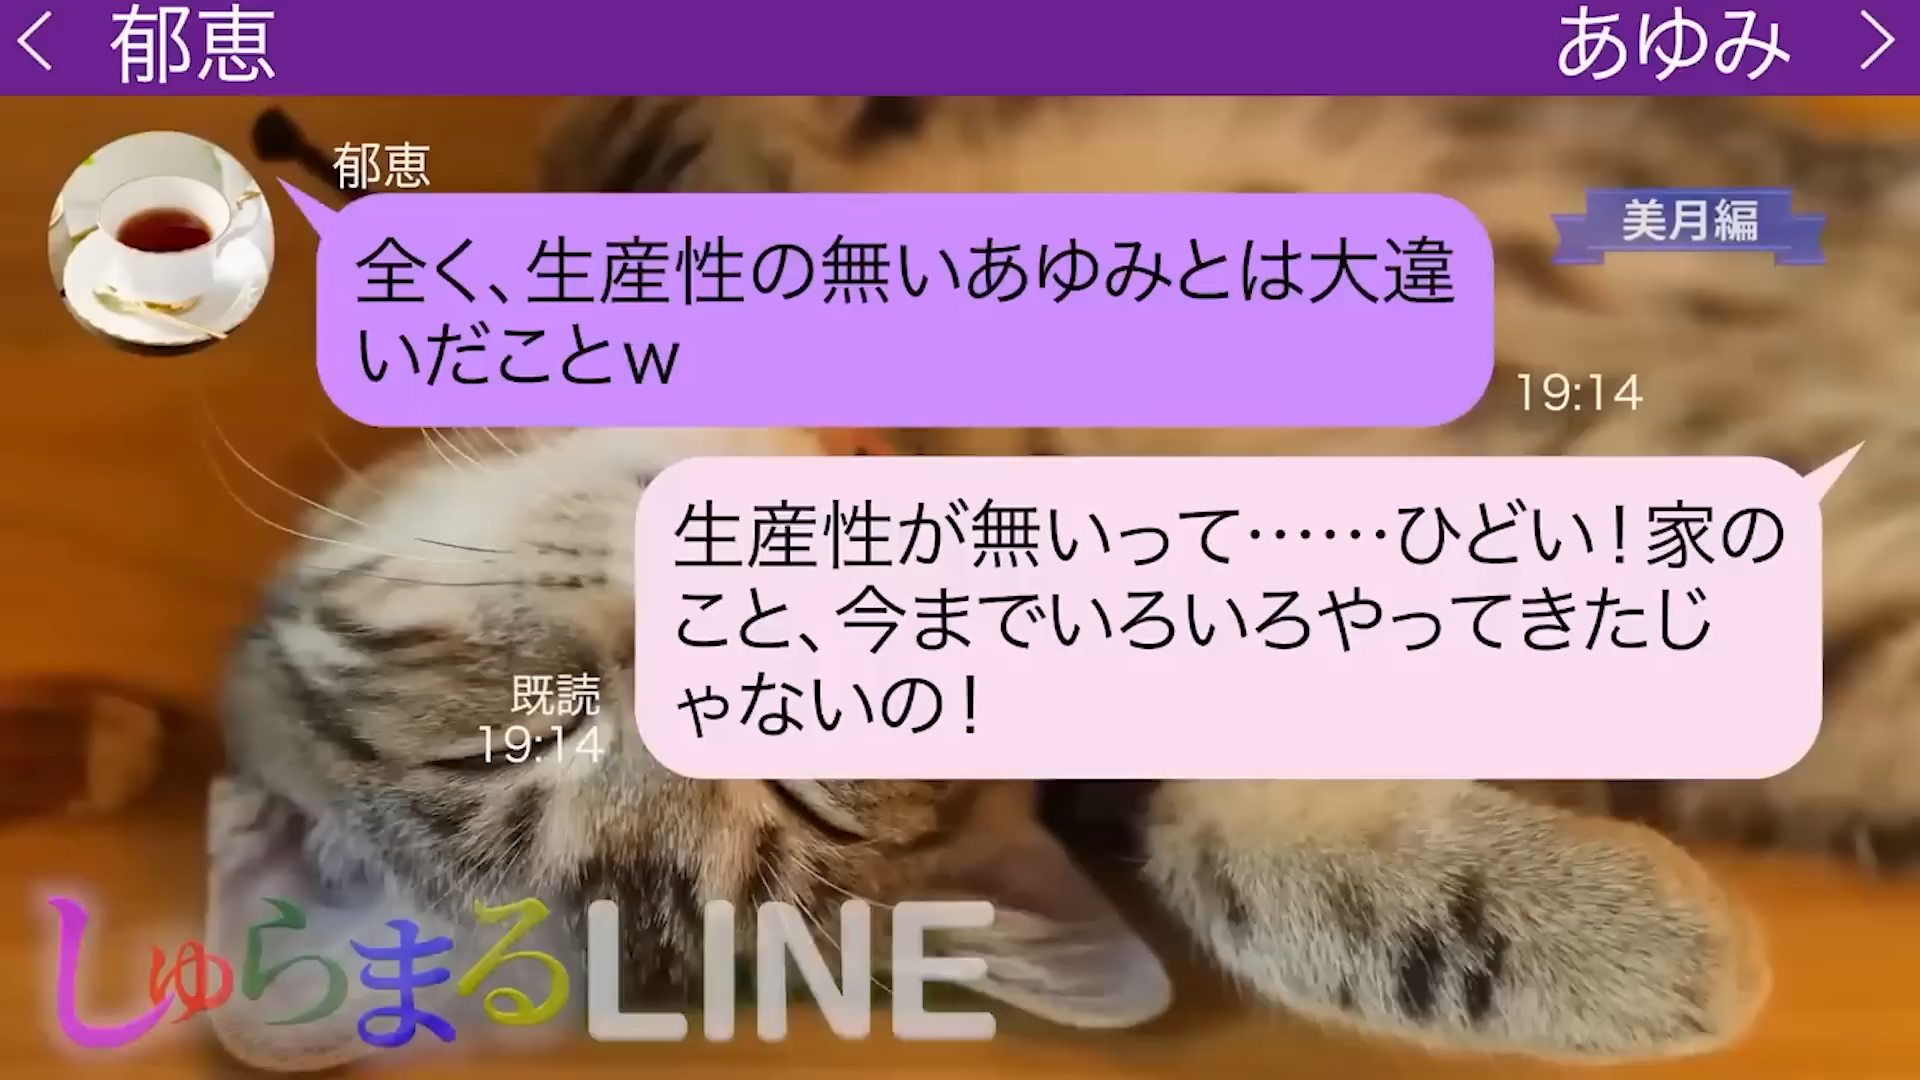 郁恵
あゆみ
郁恵
美月編
全く、生産性の無いあゆみとは大違
いだことw
19:14
生産性が無いって……ひどい！家の
こと、今までいろいろやってきたじ
ゃないの！
既読
19:14
しゅらまるLINE